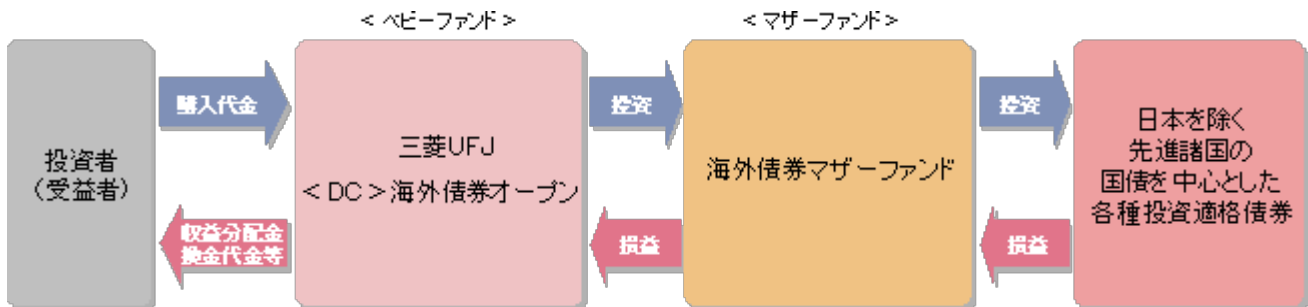 ＜ベビーファンド＞
＜マザーファンド＞
投資者
（受益者）
購入代金
収益分配金
換金代金等
三菱UFJ
＜DC＞海外債券オープン
投資
損益
海外債券マザーファンド
投資
損益
日本を除く
先進諸国の
国債を中心とした
各種投資適格債券